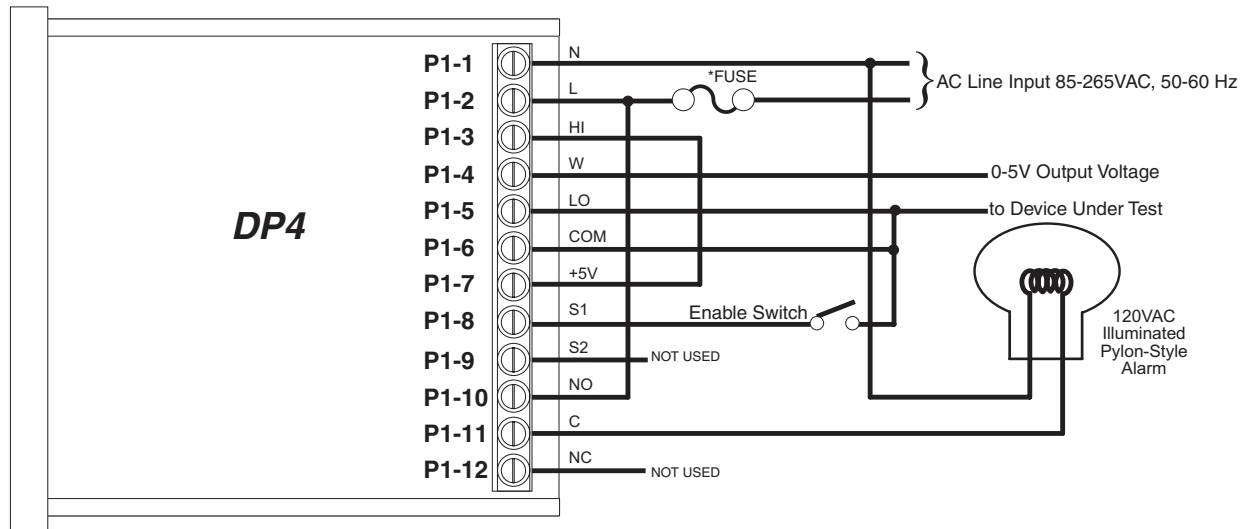 DP4
P1-1
N
P1-2
L
*FUSE
AC Line Input 85-265VAC, 50-60 Hz
P1-3
HI
P1-4
W
0-5V Output Voltage
P1-5
LO
to Device Under Test
P1-6
COM
P1-7
+5V
P1-8
S1
Enable Switch
P1-9
S2
NOT USED
P1-10
NO
P1-11
C
P1-12
NC
NOT USED
120VAC
Illuminated
Pylon-Style
Alarm